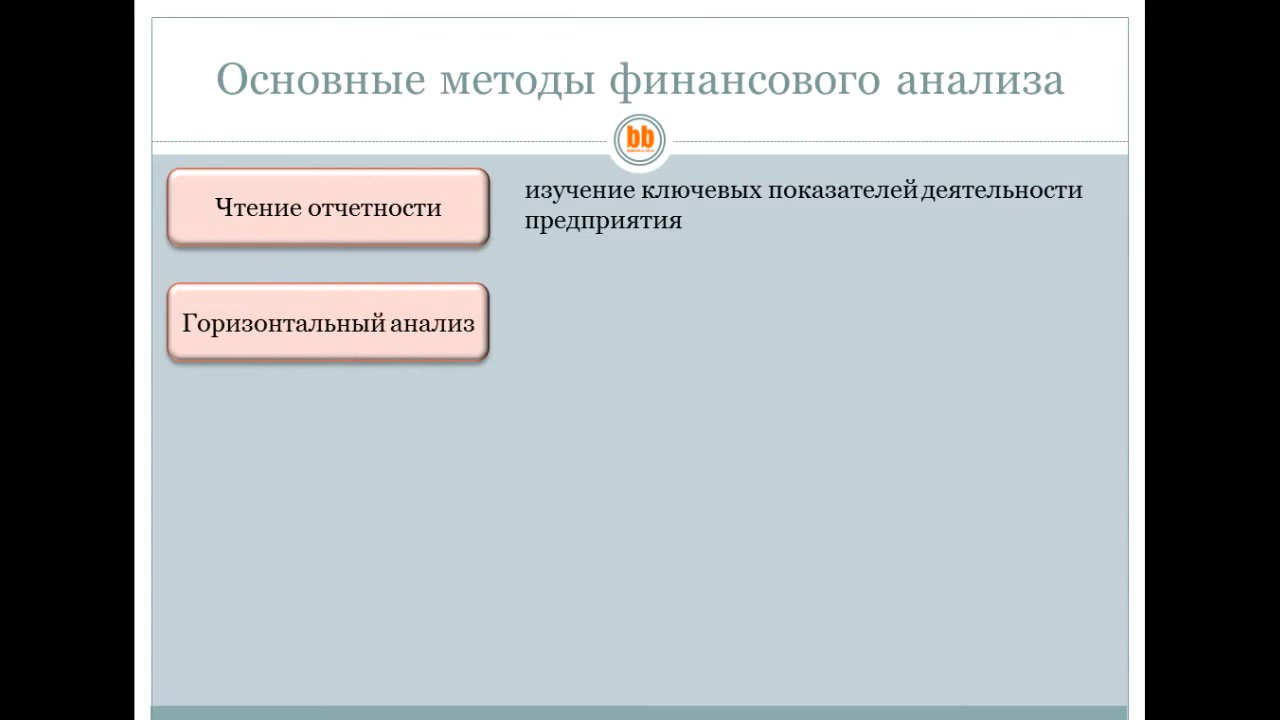 Основные методы финансового анализа
bb
Чтение отчетности
изучение ключевых показателей деятельности
предприятия
Горизонтальный анализ